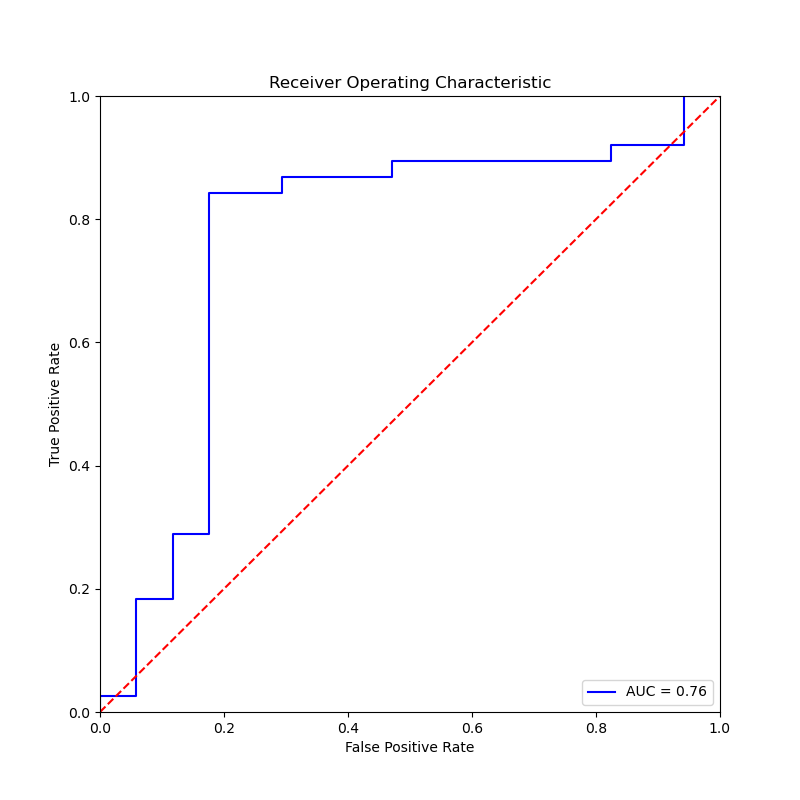 Receiver Operating Characteristic
1.0
0.8
0.6
0.4
0.2
0.0
True Positive Rate
AUC = 0.76
0.0 0.2 0.4 0.6 0.8 1.0
False Positive Rate